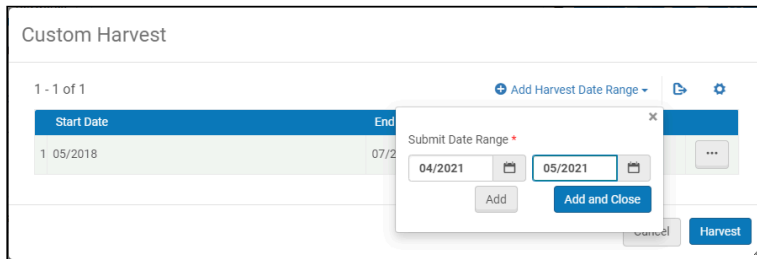 Custom Harvest
1 - 1 of 1
Add Harvest Date Range
Start Date
End
1 05/2018
07/2
Submit Date Range *
04/2021
05/2021
Add
Add and Close
Cancel
Harvest